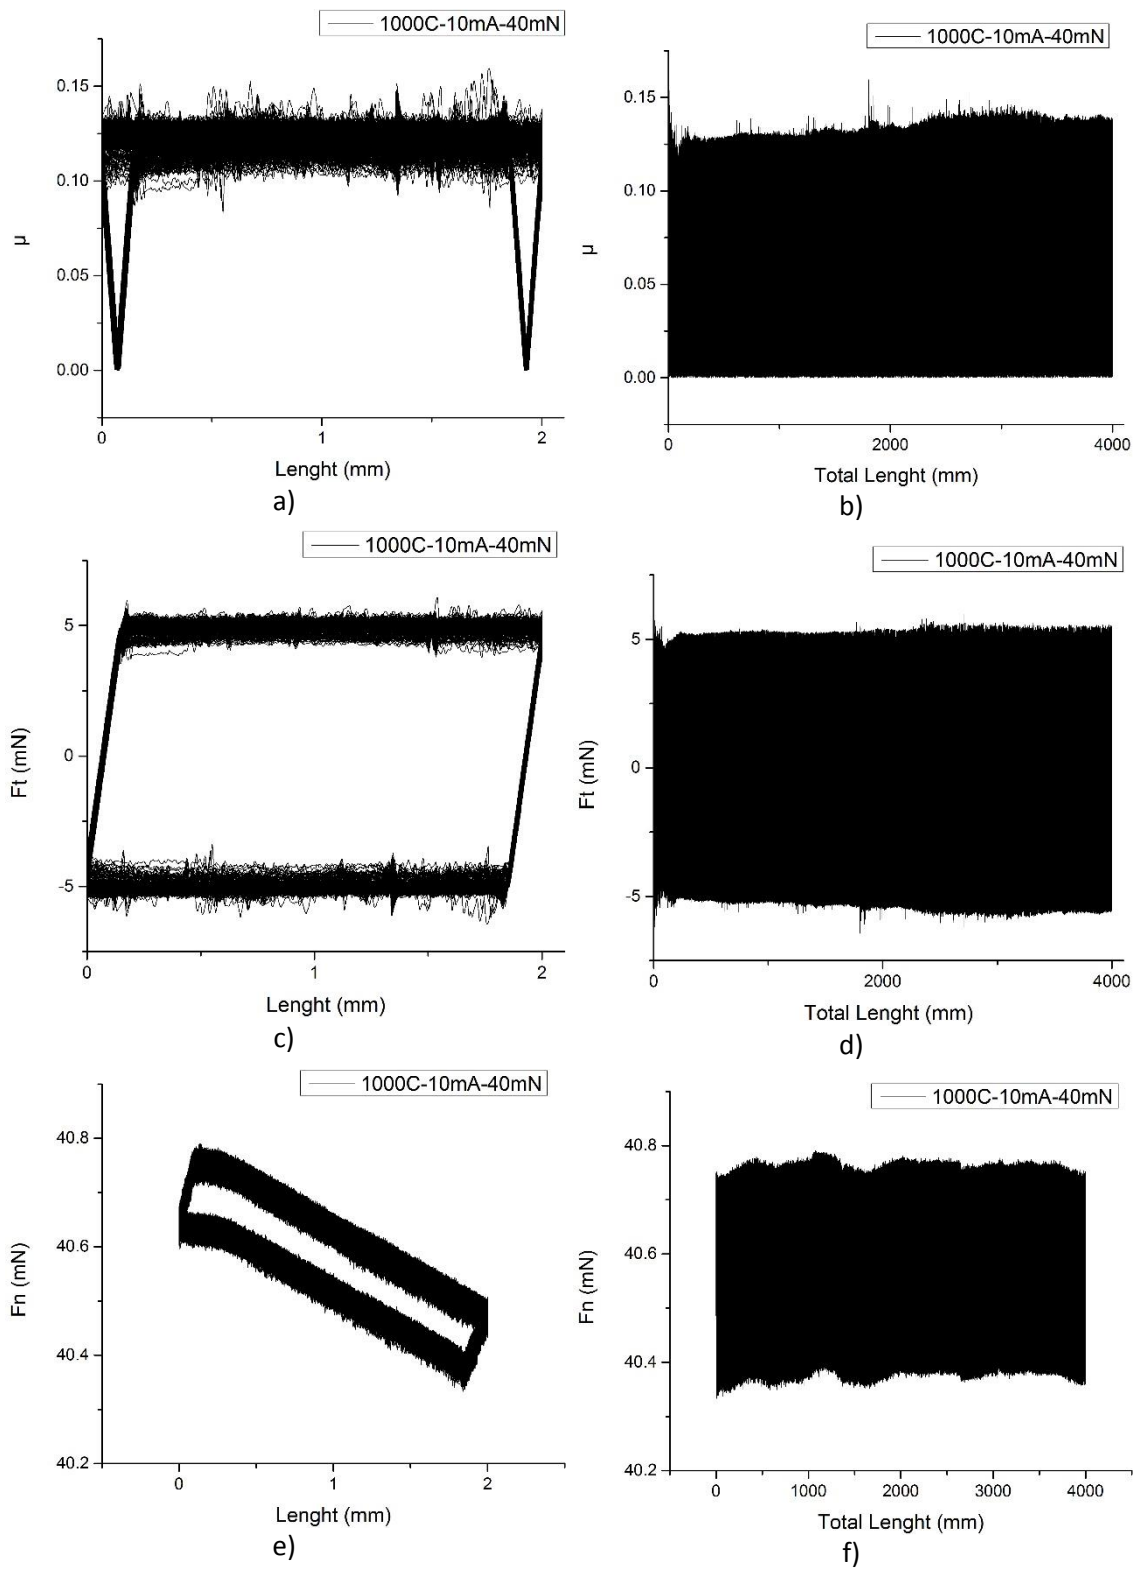 1000C-10mA-40mN
0.15
0.10
0.05
0.00
μ
0 1 2
Lenght (mm)
a)
1000C-10mA-40mN
0.15
0.10
0.05
0.00
μ
0 2000 4000
Total Lenght (mm)
b)
1000C-10mA-40mN
5
0
-5
Ft (mN)
0 1 2
Lenght (mm)
c)
1000C-10mA-40mN
5
0
-5
Ft (mN)
0 2000 4000
Total Lenght (mm)
d)
1000C-10mA-40mN
40.8
40.6
40.4
40.2
Fn (mN)
0 1 2
Lenght (mm)
e)
1000C-10mA-40mN
40.8
40.6
40.4
40.2
Fn (mN)
0 1000 2000 3000 4000
Total Lenght (mm)
f)